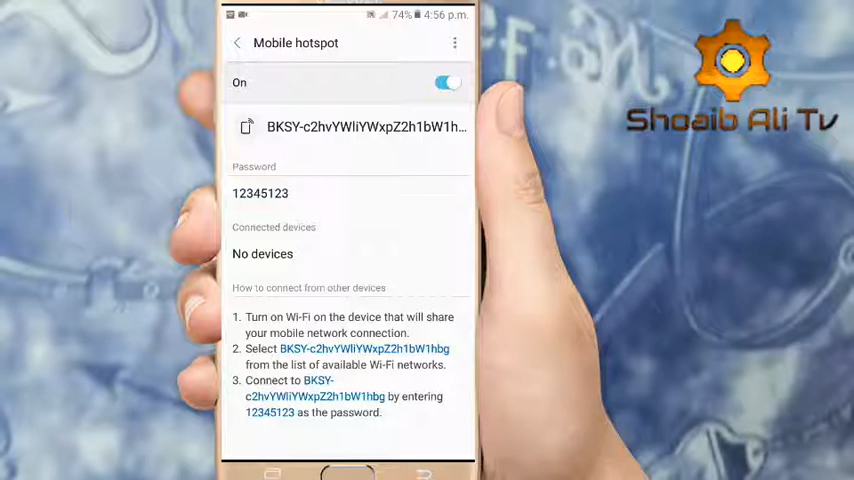 74% 4:56 p.m.
Mobile hotspot
On
BKSY-c2hvYWliYWxpZ2h1bW1h...
Password
12345123
Connected devices
No devices
How to connect from other devices
1. Turn on Wi-Fi on the device that will share
your mobile network connection.
2. Select BKSY-c2hvYWliYWxpZ2h1bW1hbg
from the list of available Wi-Fi networks.
3. Connect to BKSY-
c2hvYWliYWxpZ2h1bW1hbg by entering
12345123 as the password.
Shoaib Ali Tv